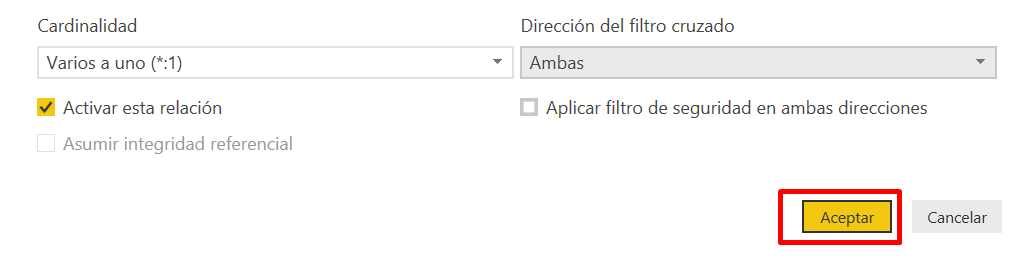 Cardinalidad
Dirección del filtro cruzado
Varios a uno (*:1)
Ambas
Activar esta relación
Aplicar filtro de seguridad en ambas direcciones
Asumir integridad referencial
Aceptar
Cancelar